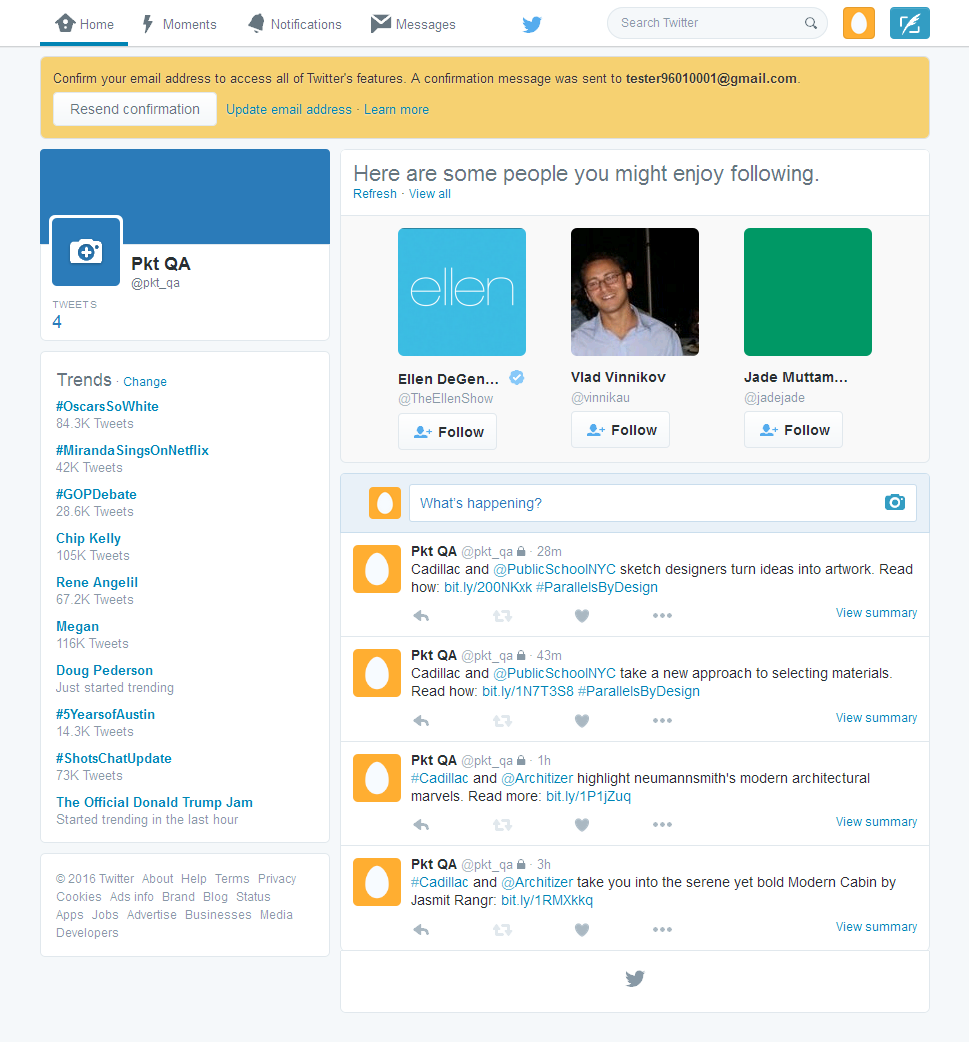 Home Moments Notifications Messages Search Twitter
Confirm your email address to access all of Twitter's features. A confirmation message was sent to tester96010001@gmail.com.
Resend confirmation Update email address · Learn more
Pkt QA
@pkt_qa
TWEETS
4
Trends · Change
#OscarsSoWhite
84.3K Tweets
#MirandaSingsOnNetflix
42K Tweets
#GOPDebate
28.6K Tweets
Chip Kelly
105K Tweets
Rene Angelil
67.2K Tweets
Megan
116K Tweets
Doug Pederson
Just started trending
#5YearsofAustin
14.3K Tweets
#ShotsChatUpdate
73K Tweets
The Official Donald Trump Jam
Started trending in the last hour
© 2016 Twitter About Help Terms Privacy
Cookies Ads info Brand Blog Status
Apps Jobs Advertise Businesses Media
Developers
Here are some people you might enjoy following.
Refresh · View all
ellen
Ellen DeGen...
@TheEllenShow
Follow
Vlad Vinnikov
@vinnikau
Follow
Jade Muttam...
@jadejade
Follow
What's happening?
Pkt QA @pkt_qa · 28m
Cadillac and @PublicSchoolNYC sketch designers turn ideas into artwork. Read
how: bit.ly/200NKxk #ParallelsByDesign
View summary
Pkt QA @pkt_qa · 43m
Cadillac and @PublicSchoolNYC take a new approach to selecting materials.
Read how: bit.ly/1N7T3S8 #ParallelsByDesign
View summary
Pkt QA @pkt_qa · 1h
#Cadillac and @Architizer highlight neumannsmith's modern architectural
marvels. Read more: bit.ly/1P1jZuq
View summary
Pkt QA @pkt_qa · 3h
#Cadillac and @Architizer take you into the serene yet bold Modern Cabin by
Jasmit Rangr: bit.ly/1RMXkkq
View summary